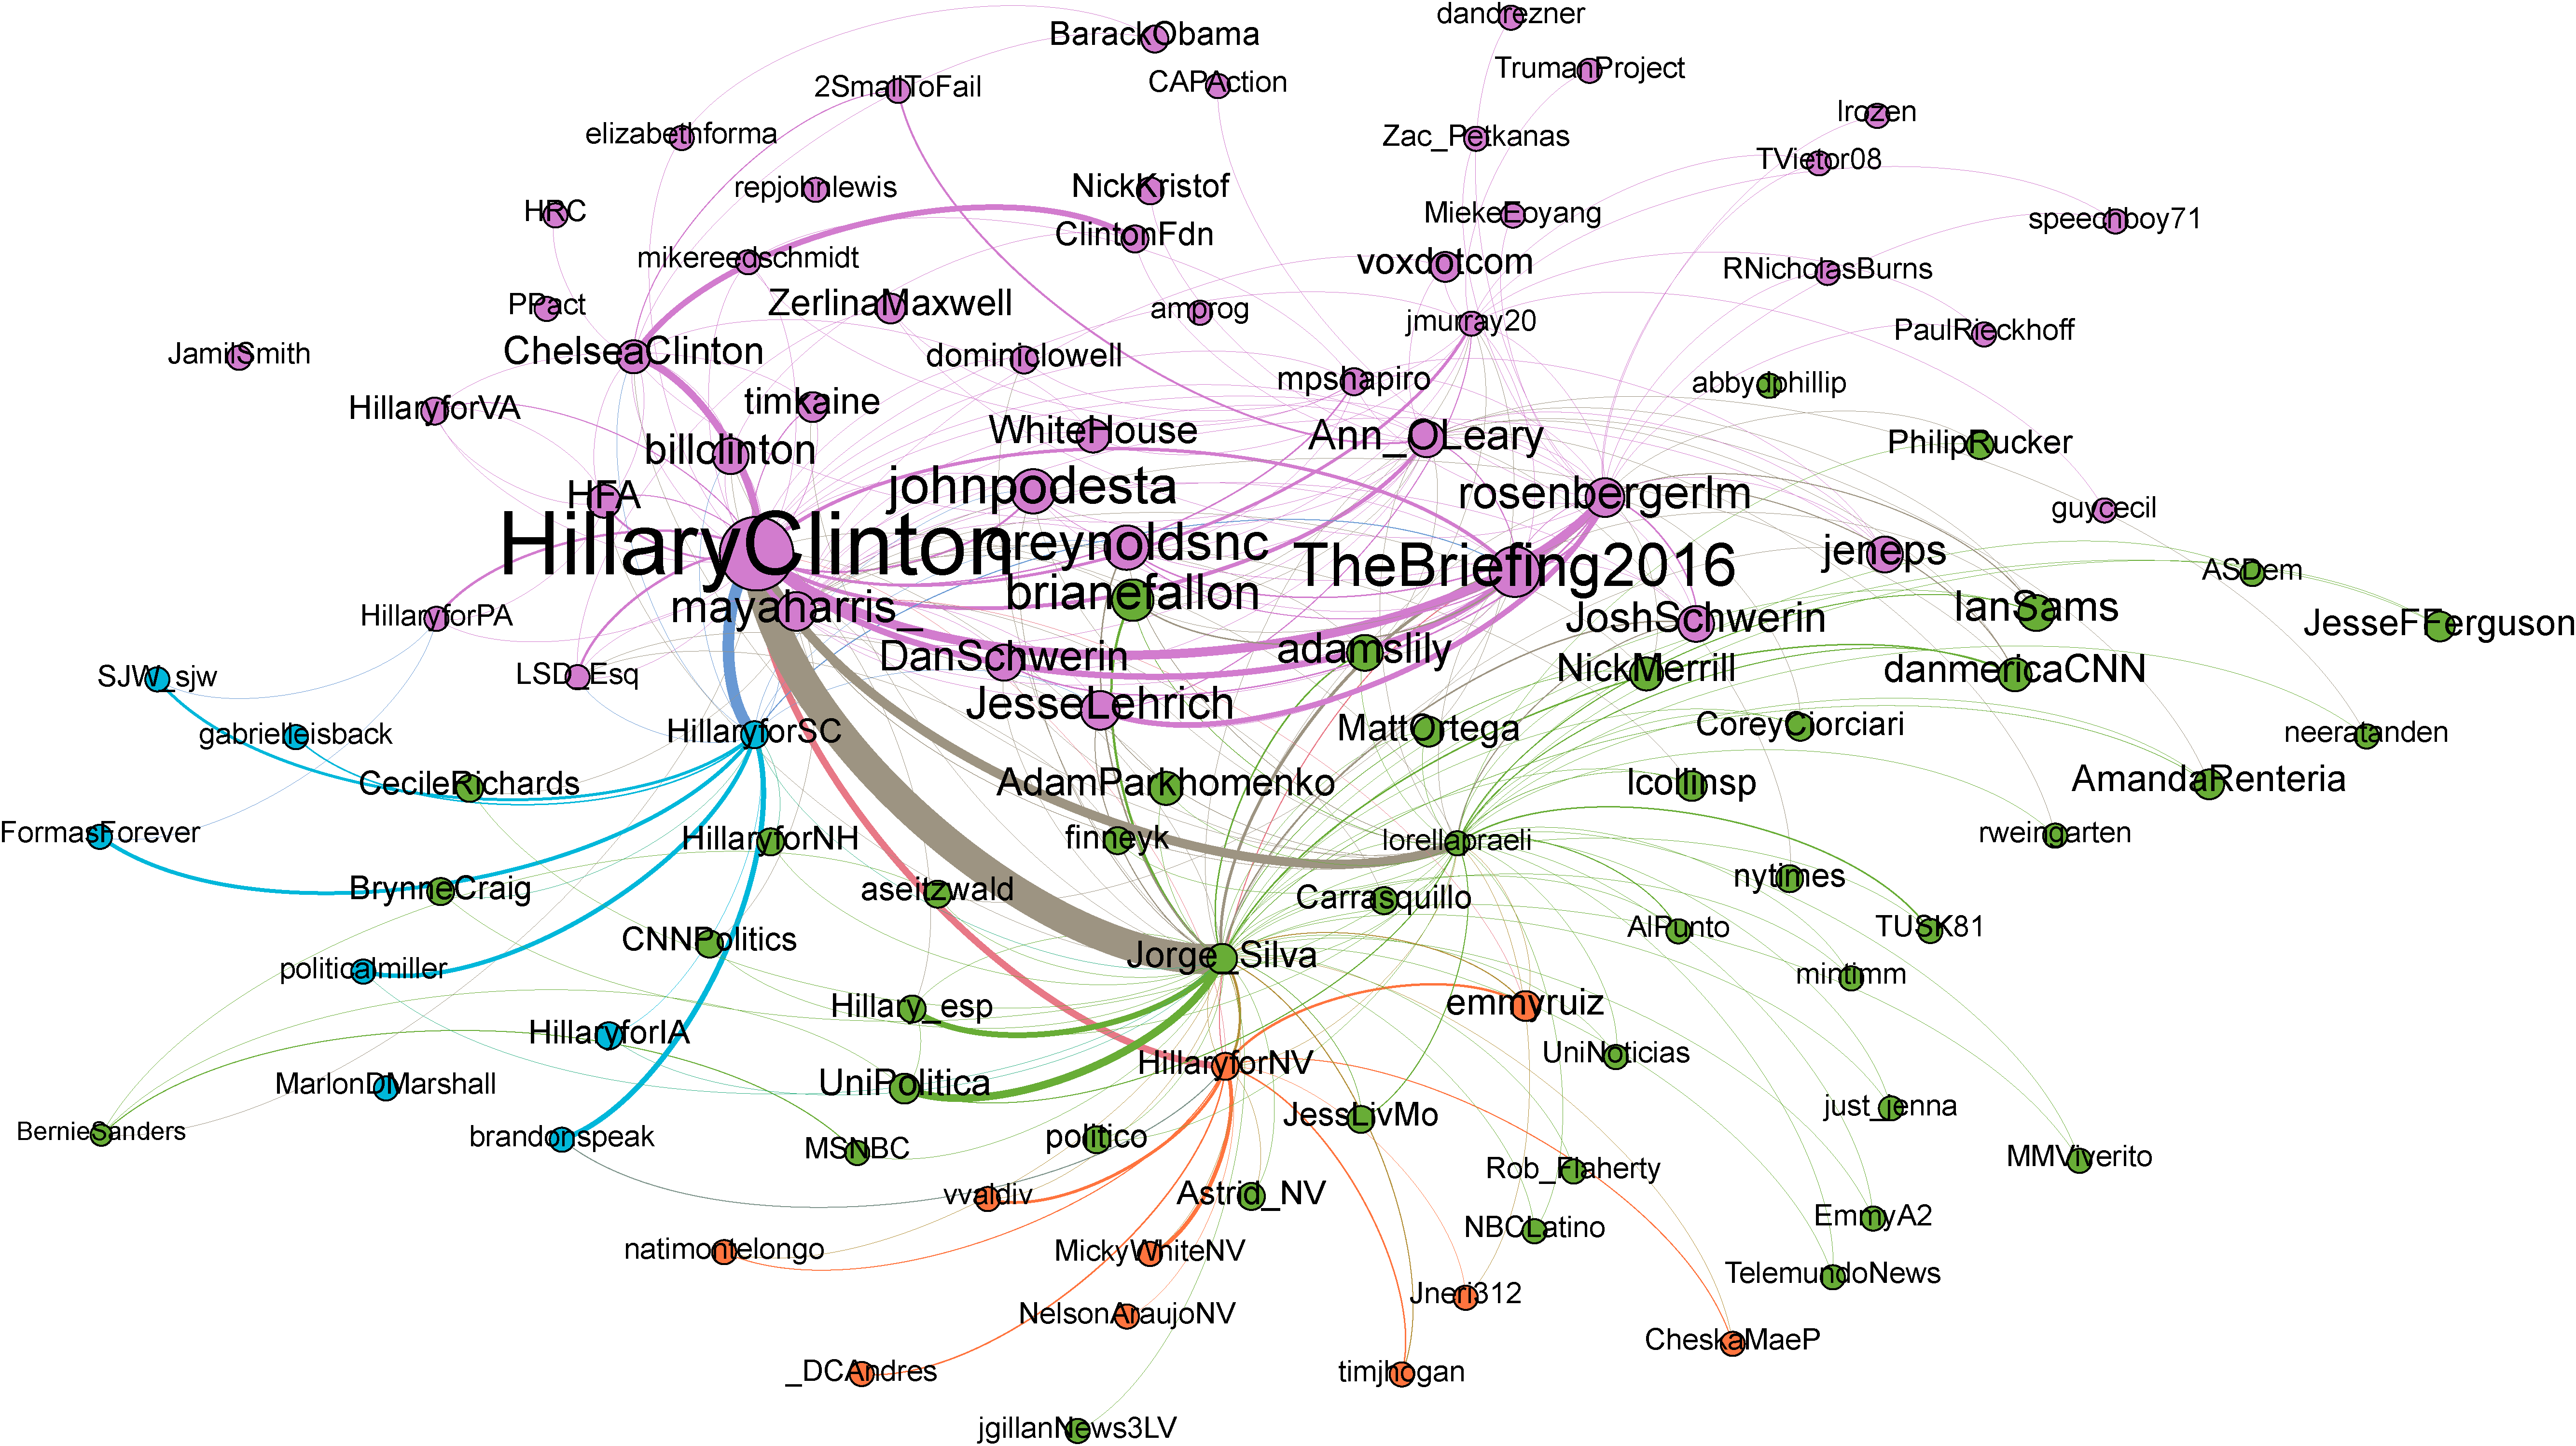 dandrezner
BarackObama
TrumanProject
CAPAction
2SmallToFail
lrozen
elizabethforma
Zac_Petkanas
TVietor08
repjohnlewis
NickKristof
HRC
MiekeEoyang
speechboy71
ClintonFdn
mikereedschmidt
voxdotcom
RNicholasBurns
PPact
ZerlinaMaxwell
amprog
jmurray20
PaulRieckhoff
JamilSmith
ChelseaClinton
dominiclowell
mpshapiro
abbydphillip
HillaryforVA
timkaine
WhiteHouse
Ann_OLeary
PhilipRucker
billclinton
johnpodesta
rosenbergerlm
HFA
guycecil
HillaryClinton
creynoldsnc
TheBriefing2016
jeneps
ASDem
brianefallon
mayaharris_
HillaryforPA
JoshSchwerin
IanSams
JesseFFerguson
DanSchwerin
adamslily
SJW_sjw
LSD_Esq
NickMerrill
danmericaCNN
JesseLehrich
gabrielleisback
HillaryforSC
MattOrtega
CoreyCiorciari
neeratanden
CecileRichards
AdamParkhomenko
lcollinsp
AmandaRenteria
FormasForever
HillaryforNH
finneyk
lorellapraeli
rweingarten
BrynneCraig
aseitzwald
Carrasquillo
nytimes
CNNPolitics
AlPunto
TUSK81
politicalmiller
Jorge_Silva
mintimm
Hillary_esp
emmyruiz
HillaryforIA
UniNoticias
MarlonDMarshall
UniPolitica
HillaryforNV
just_jenna
BernieSanders
brandonspeak
MSNBC
politico
JessLivMo
MMViverito
vvaldiv
Astrid_NV
Rob_Flaherty
natimontelongo
MickyWhiteNV
NBCLatino
EmmyA2
NelsonAraujoNV
Jneri312
TelemundoNews
_DCAndres
timjhogan
CheskaMaeP
jgillanNews3LV